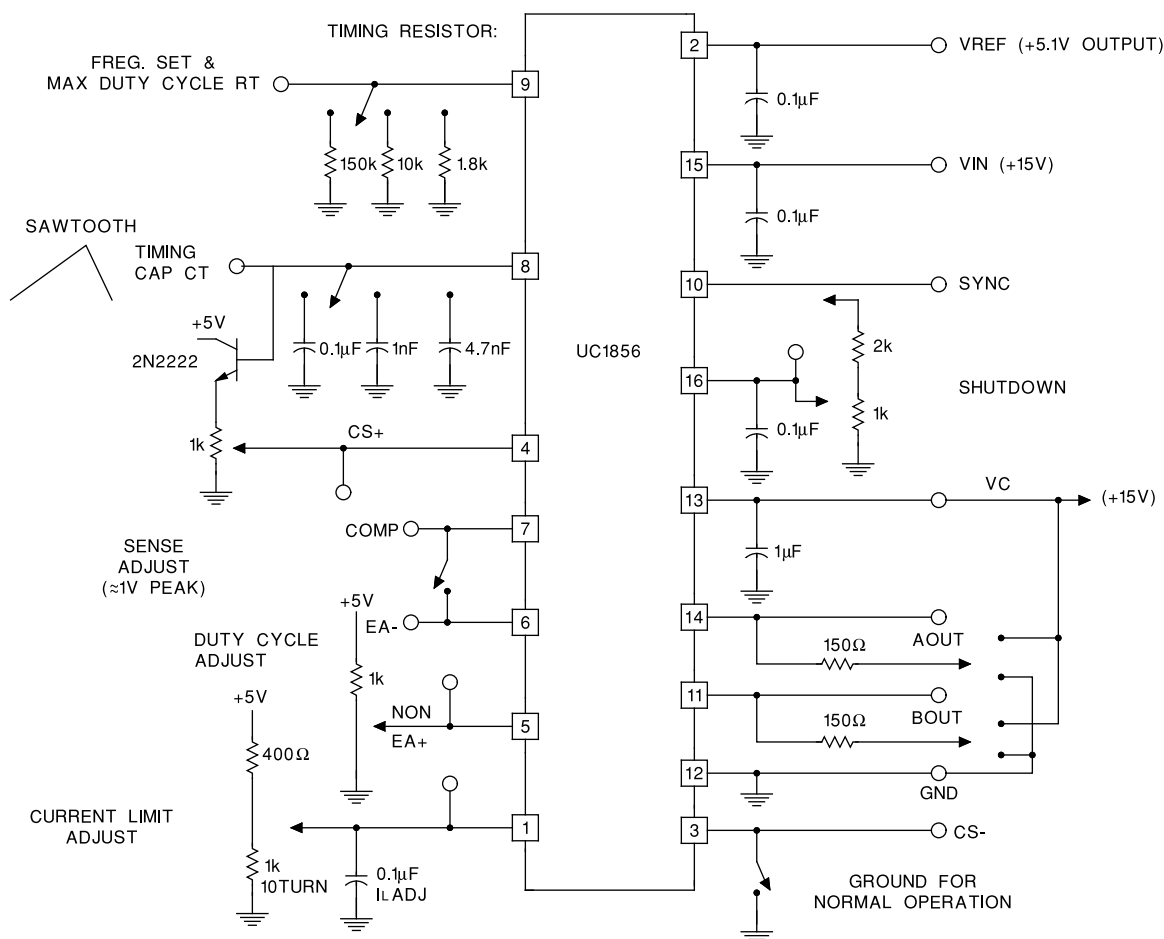 TIMING RESISTOR:
FREG. SET &
MAX DUTY CYCLE RT
9
150k
10k
1.8k
SAWTOOTH
TIMING
CAP CT
8
+5V
2N2222
0.1µF
1nF
4.7nF
1k
CS+
4
COMP
7
SENSE
ADJUST
(≈1V PEAK)
+5V
EA-
6
DUTY CYCLE
ADJUST
1k
+5V
NON
EA+
5
400Ω
CURRENT LIMIT
ADJUST
1
1k
10TURN
0.1µF
IL ADJ
UC1856
2
VREF (+5.1V OUTPUT)
0.1µF
15
VIN (+15V)
0.1µF
10
SYNC
2k
16
SHUTDOWN
0.1µF
1k
13
VC
(+15V)
1µF
14
AOUT
150Ω
11
BOUT
150Ω
12
GND
3
CS-
GROUND FOR
NORMAL OPERATION